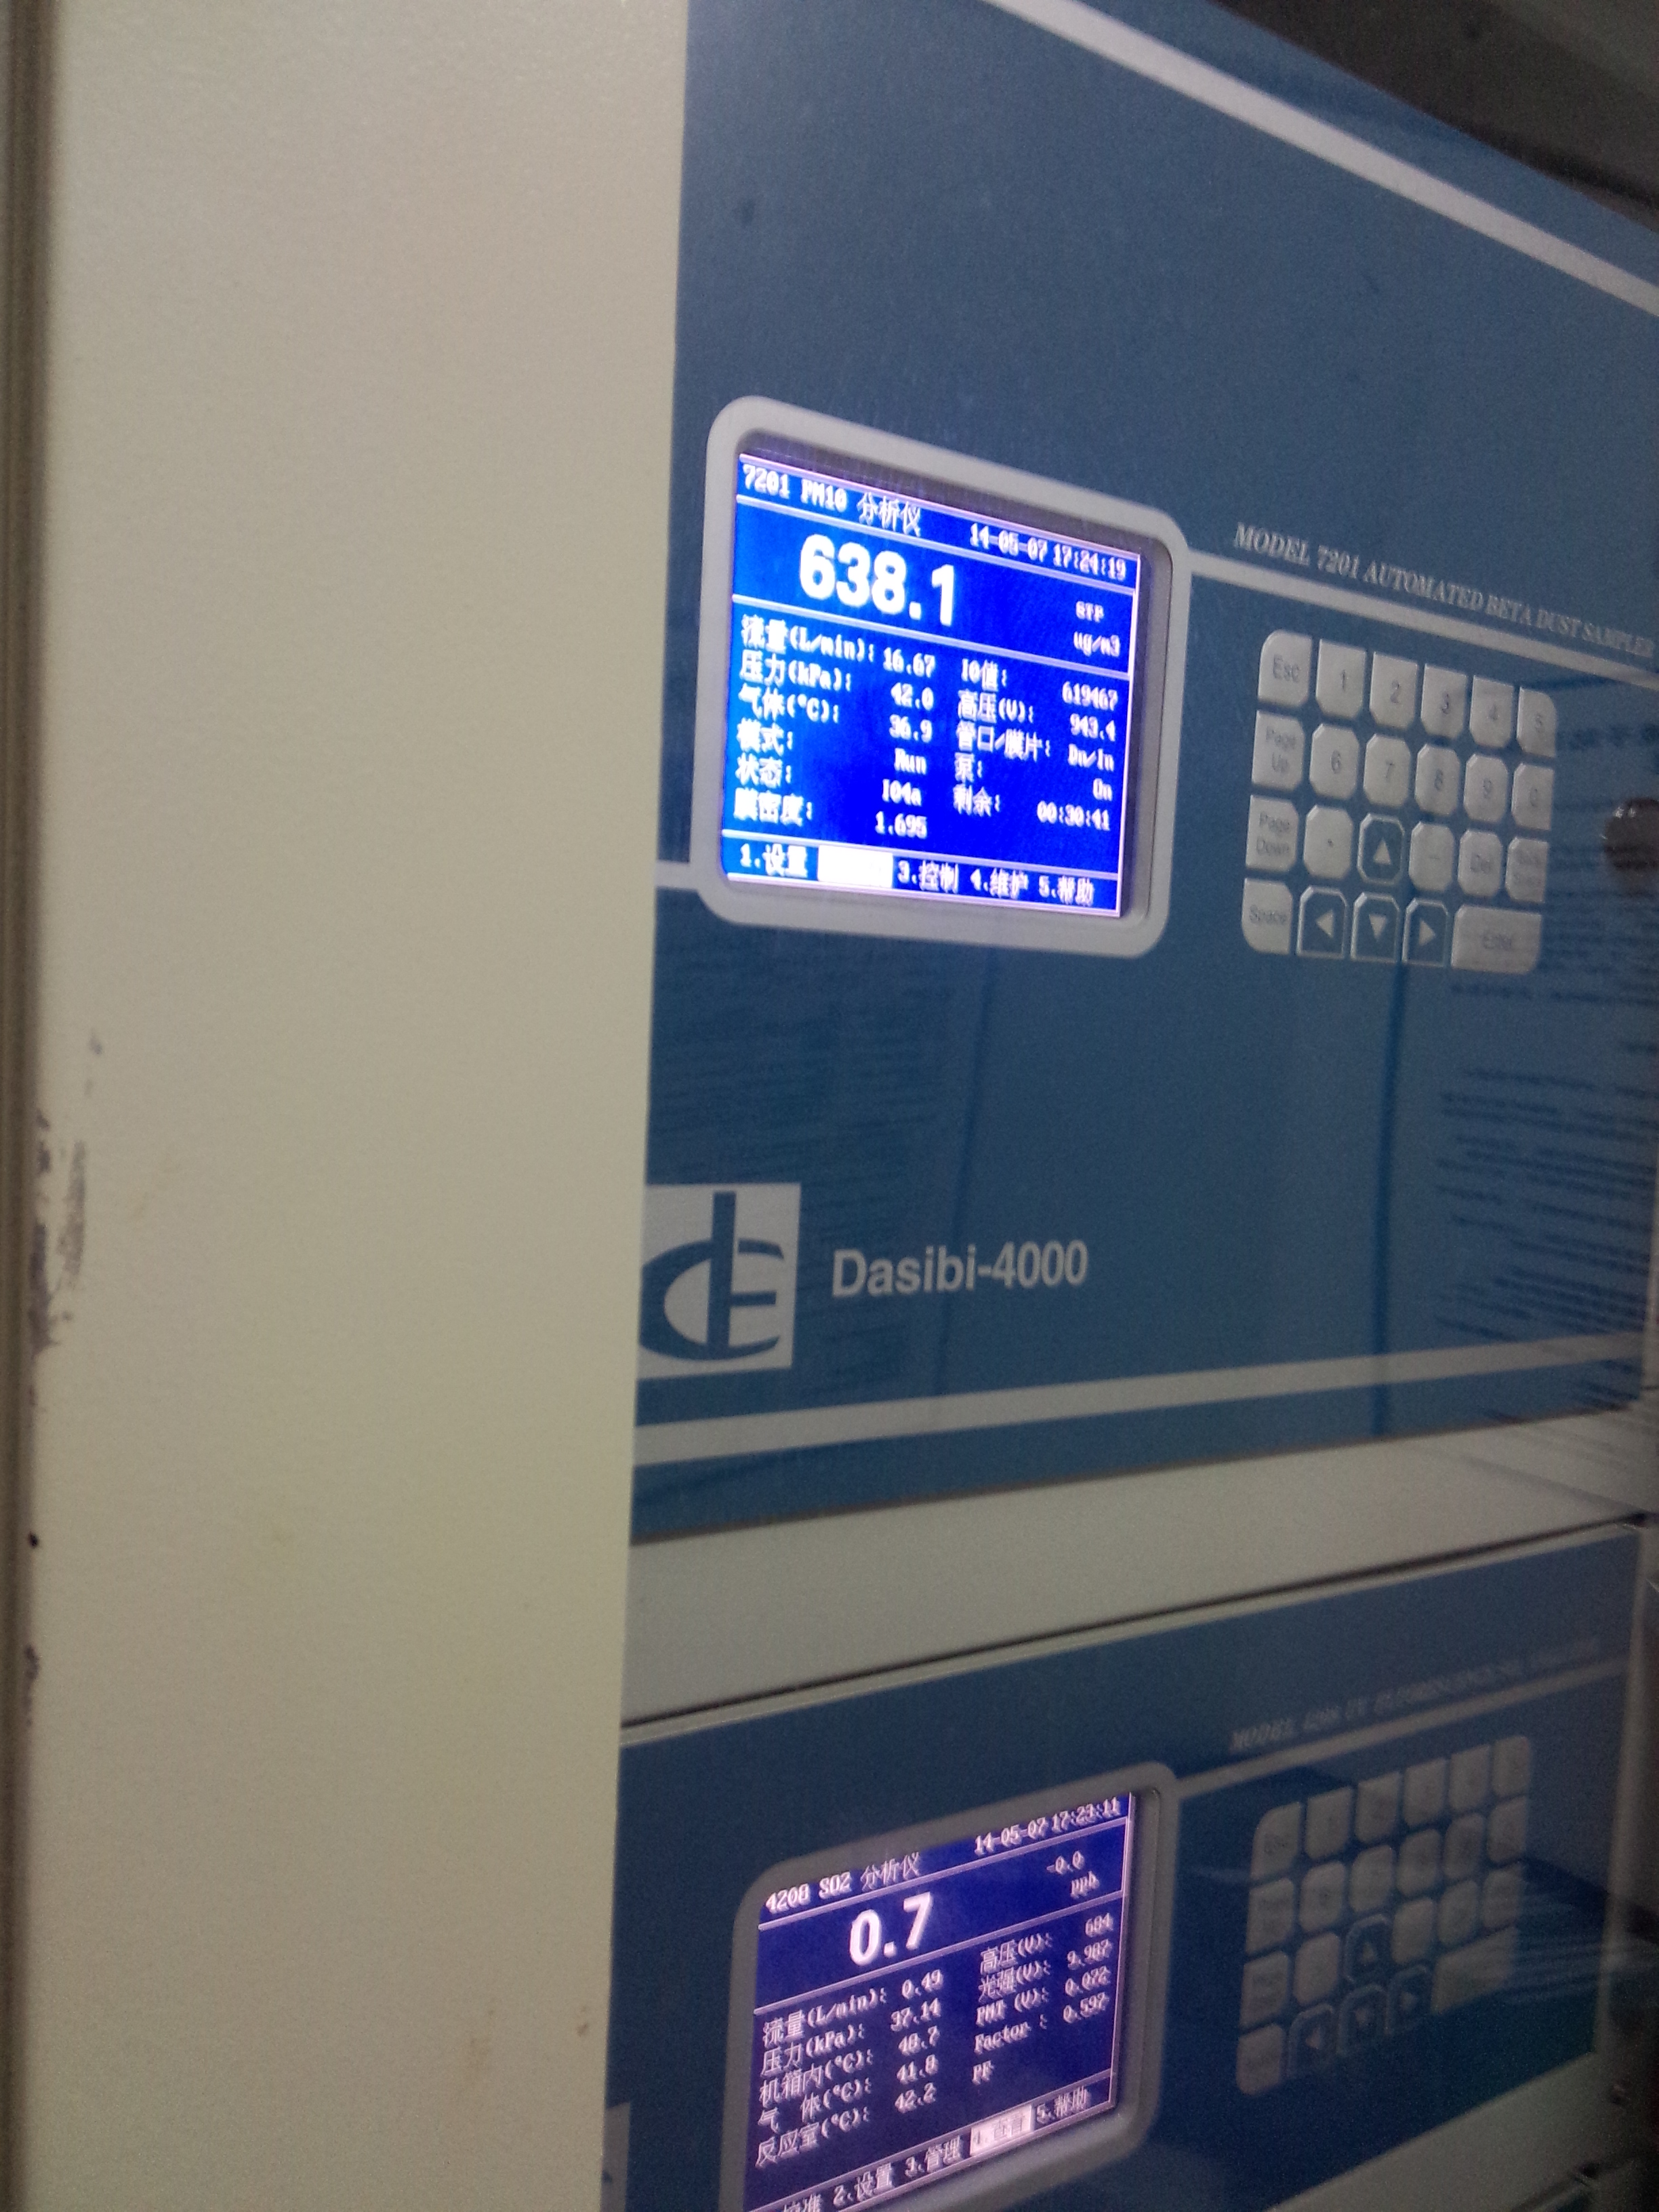 7201 PM10 分析仪 14-05-07 17:24:19
638.1 STP
ug/m3
流量(L/min): 16.67 I0值: 619467
压力(kPa): 42.0 高压(V): 943.4
气体(°C): 36.9 管口/膜片: Dn/In
模式: Run 泵: On
状态: I04a 剩余: 00:30:41
膜密度: 1.695
1.设置 3.控制 4.维护 5.帮助
MODEL 7201 AUTOMATED BETA DUST SAMPLER
Esc 1 2 3 4 5
Page Up 6 7 8 9 0
Page Down . - Del
Space Enter
Dasibi-4000
4208 SO2 分析仪 14-05-07 17:23:11
0.7 -0.0
ppb
流量(L/min): 0.49 高压(V): 684
压力(kPa): 37.14 光强(V): 9.987
机箱内(°C): 48.7 PMT (V): 0.072
气 体(°C): 41.8 Factor : 0.597
反应室(°C): 42.2 PF
2.设置 3.管理 5.帮助